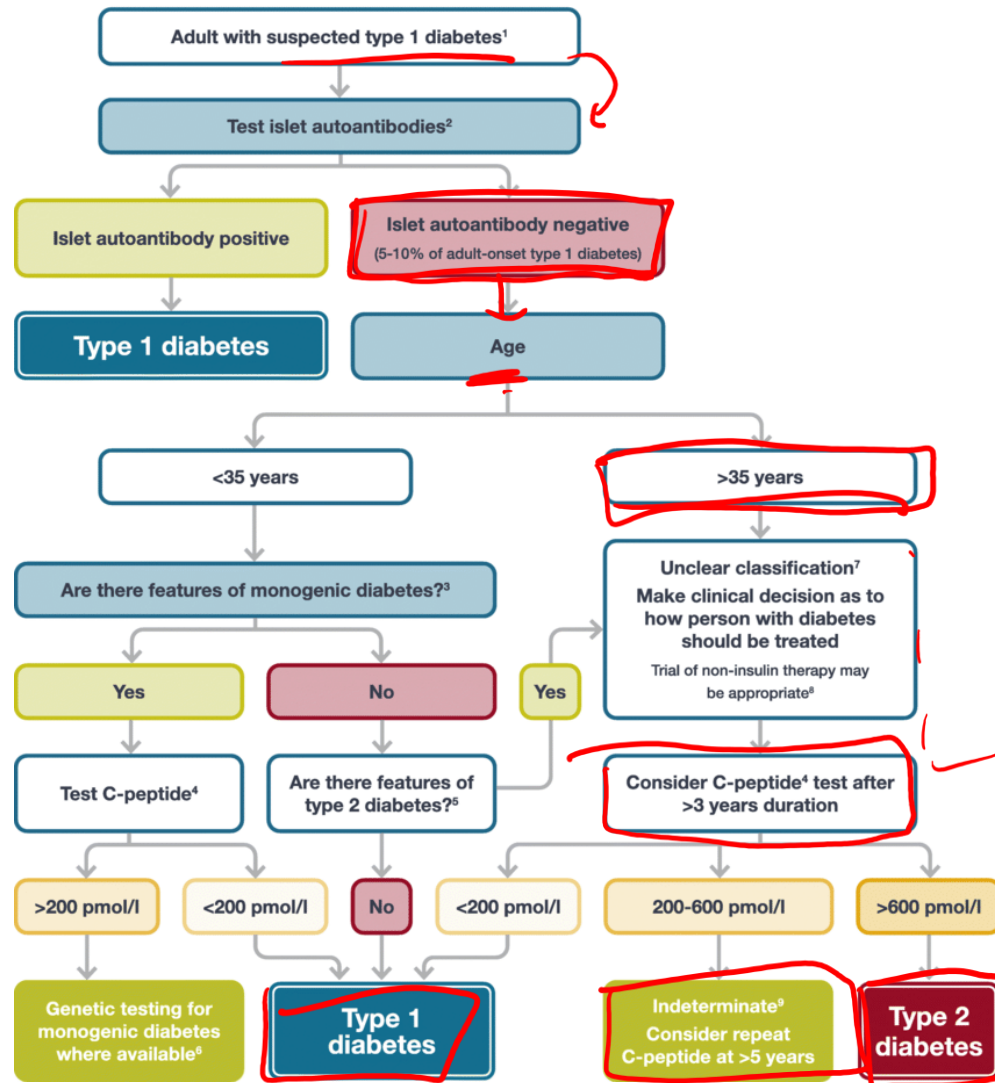 Adult with suspected type 1 diabetes¹
Test islet autoantibodies²
Islet autoantibody positive
Islet autoantibody negative
(5-10% of adult-onset type 1 diabetes)
Type 1 diabetes
Age
<35 years
>35 years
Are there features of monogenic diabetes?³
Unclear classification⁷
Make clinical decision as to
how person with diabetes
should be treated
Trial of non-insulin therapy may
be appropriate⁸
Yes
No
Yes
Test C-peptide⁴
Are there features of
type 2 diabetes?⁵
Consider C-peptide⁴ test after
>3 years duration
>200 pmol/l
<200 pmol/l
No
<200 pmol/l
200-600 pmol/l
>600 pmol/l
Genetic testing for
monogenic diabetes
where available⁶
Type 1
diabetes
Indeterminate⁹
Consider repeat
C-peptide at >5 years
Type 2
diabetes